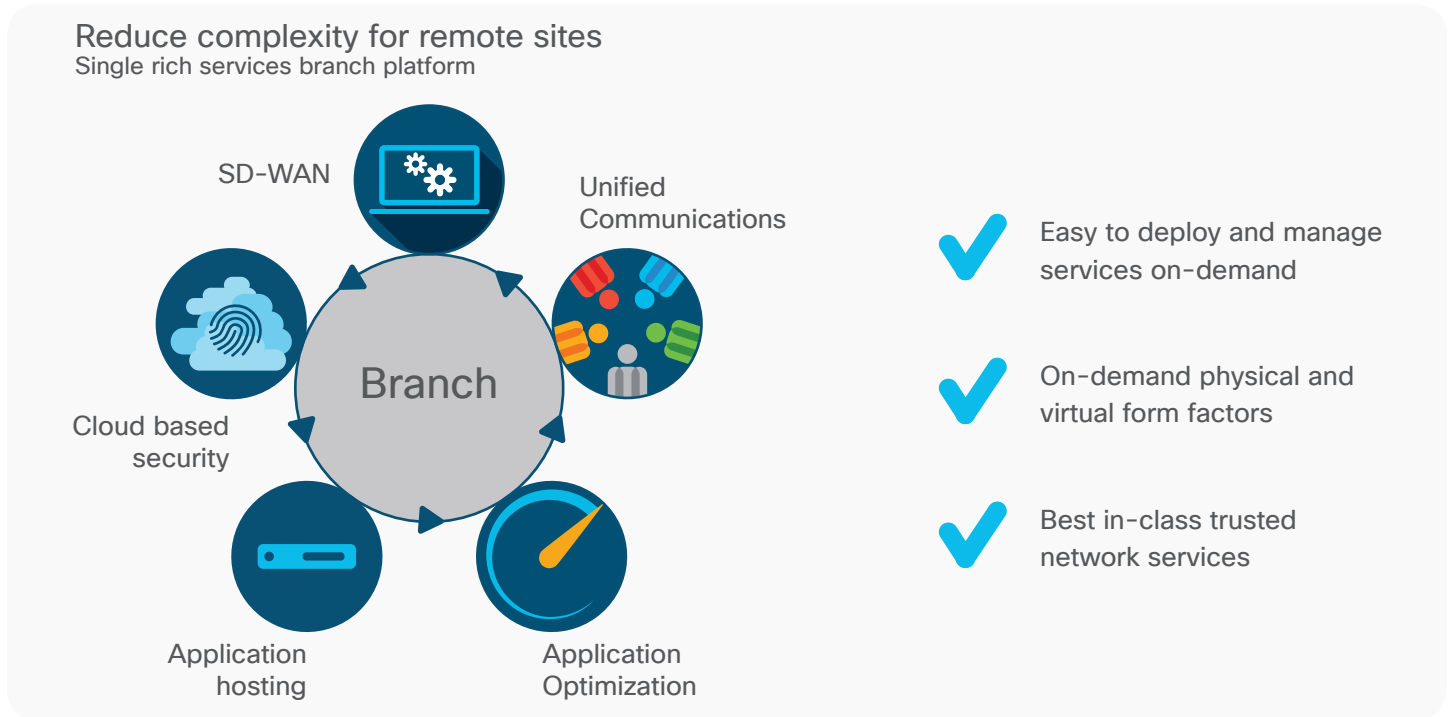 Reduce complexity for remote sites
Single rich services branch platform
SD-WAN
Unified
Communications
Branch
Cloud based
security
Application
hosting
Application
Optimization
Easy to deploy and manage
services on-demand
On-demand physical and
virtual form factors
Best in-class trusted
network services